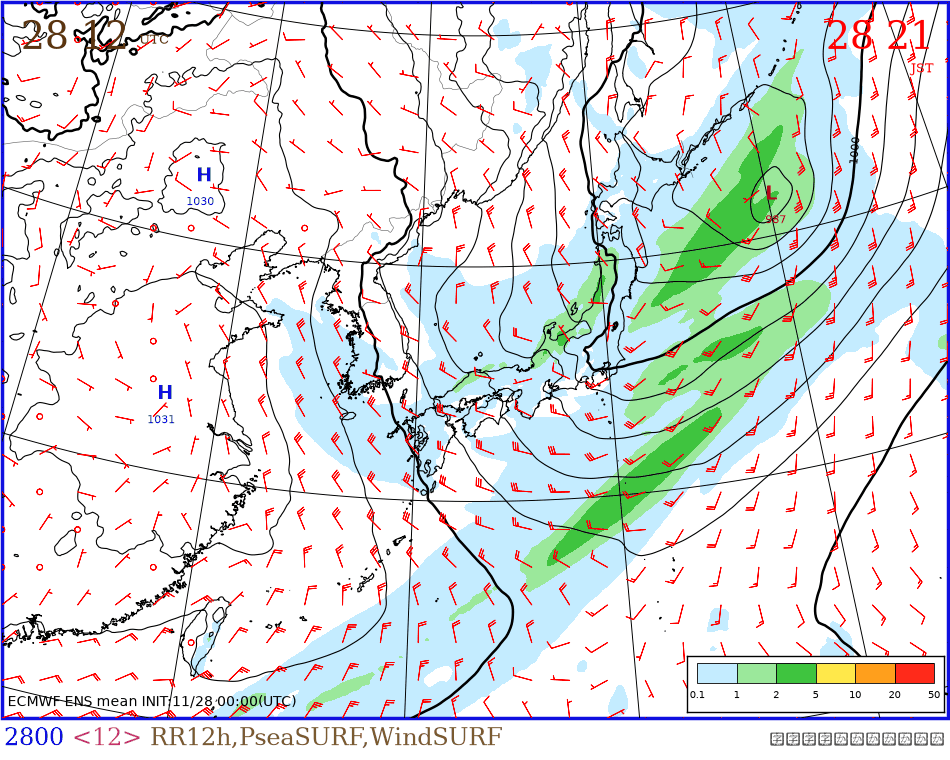 28 12 UTC
28 21
JST
H
1030
L
987
H
1031
ECMWF ENS mean INIT:11/28 00:00(UTC)
0.1 1 2 5 10 20 50
2800 <12> RR12h,PseaSURF,WindSURF